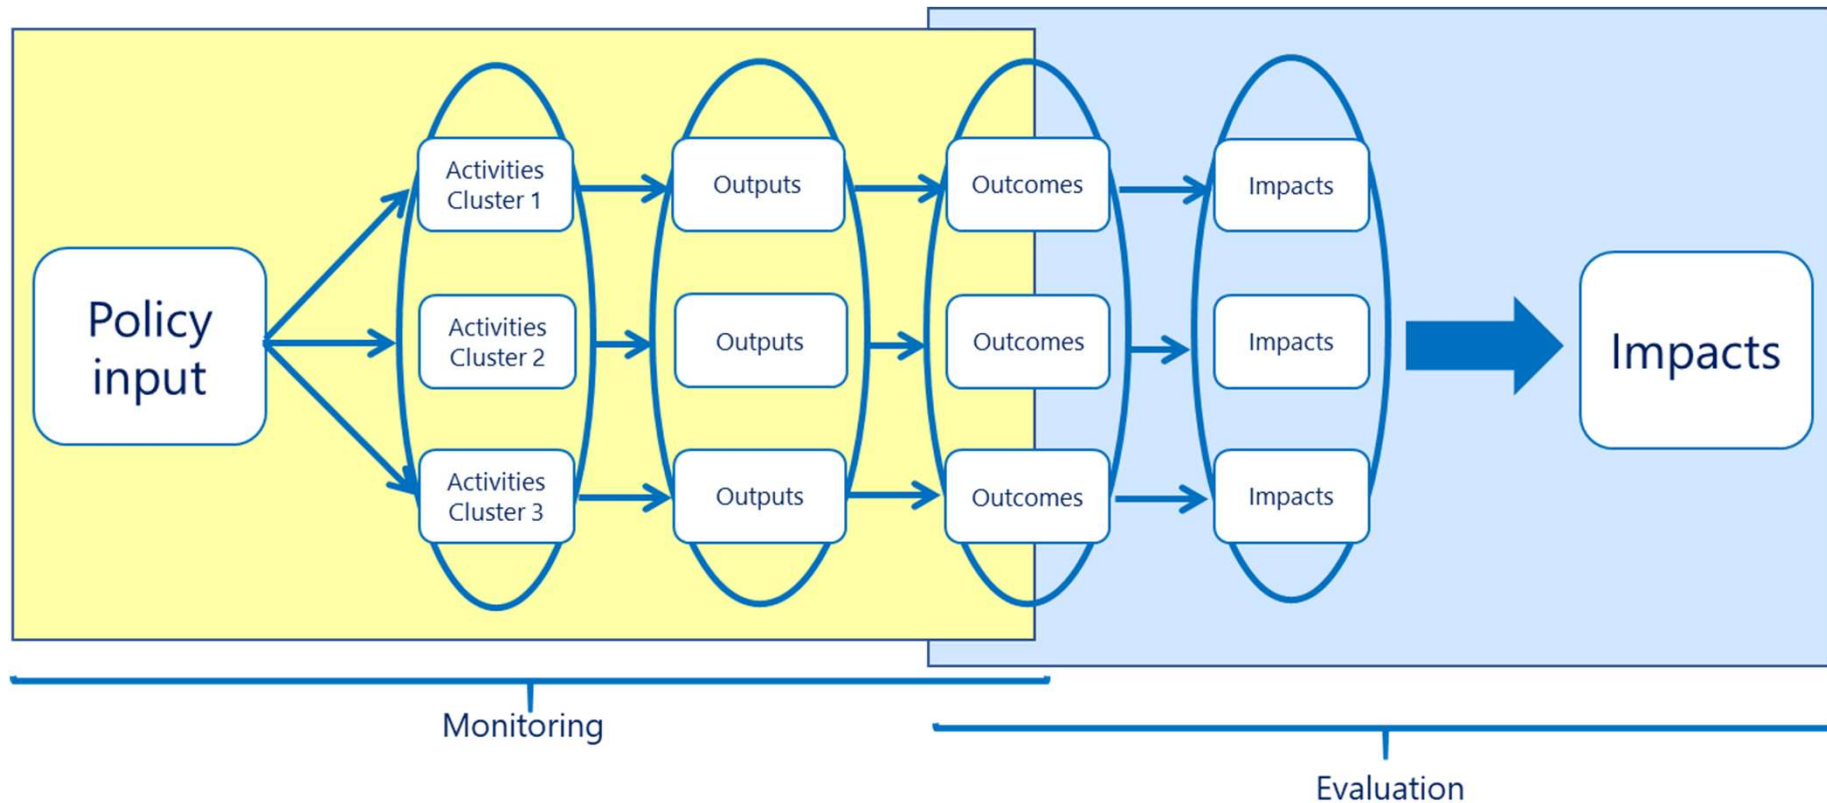 Policy
input
Activities
Cluster 1
Outputs
Outcomes
Impacts
Activities
Cluster 2
Outputs
Outcomes
Impacts
Activities
Cluster 3
Outputs
Outcomes
Impacts
Impacts
Monitoring
Evaluation